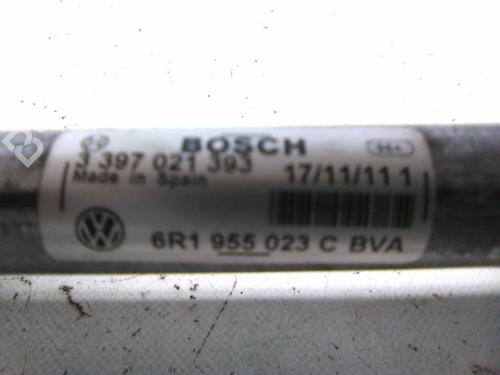 BOSCH
3 397 021 393
Made in Spain
17/11/11 1
6R1 955 023 C BVA